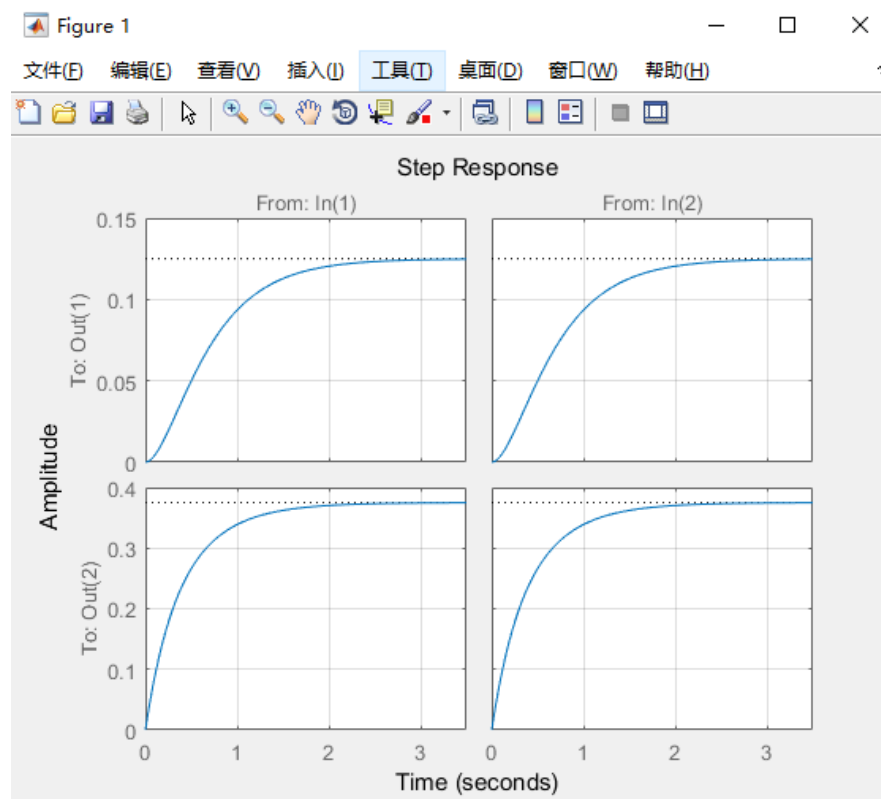 Figure 1
文件(F) 编辑(E) 查看(V) 插入(I) 工具(T) 桌面(D) 窗口(W) 帮助(H)
Step Response
From: In(1) From: In(2)
To: Out(1)
0.15
0.1
0.05
0
Amplitude
To: Out(2)
0.4
0.3
0.2
0.1
0
0 1 2 3 0 1 2 3
Time (seconds)